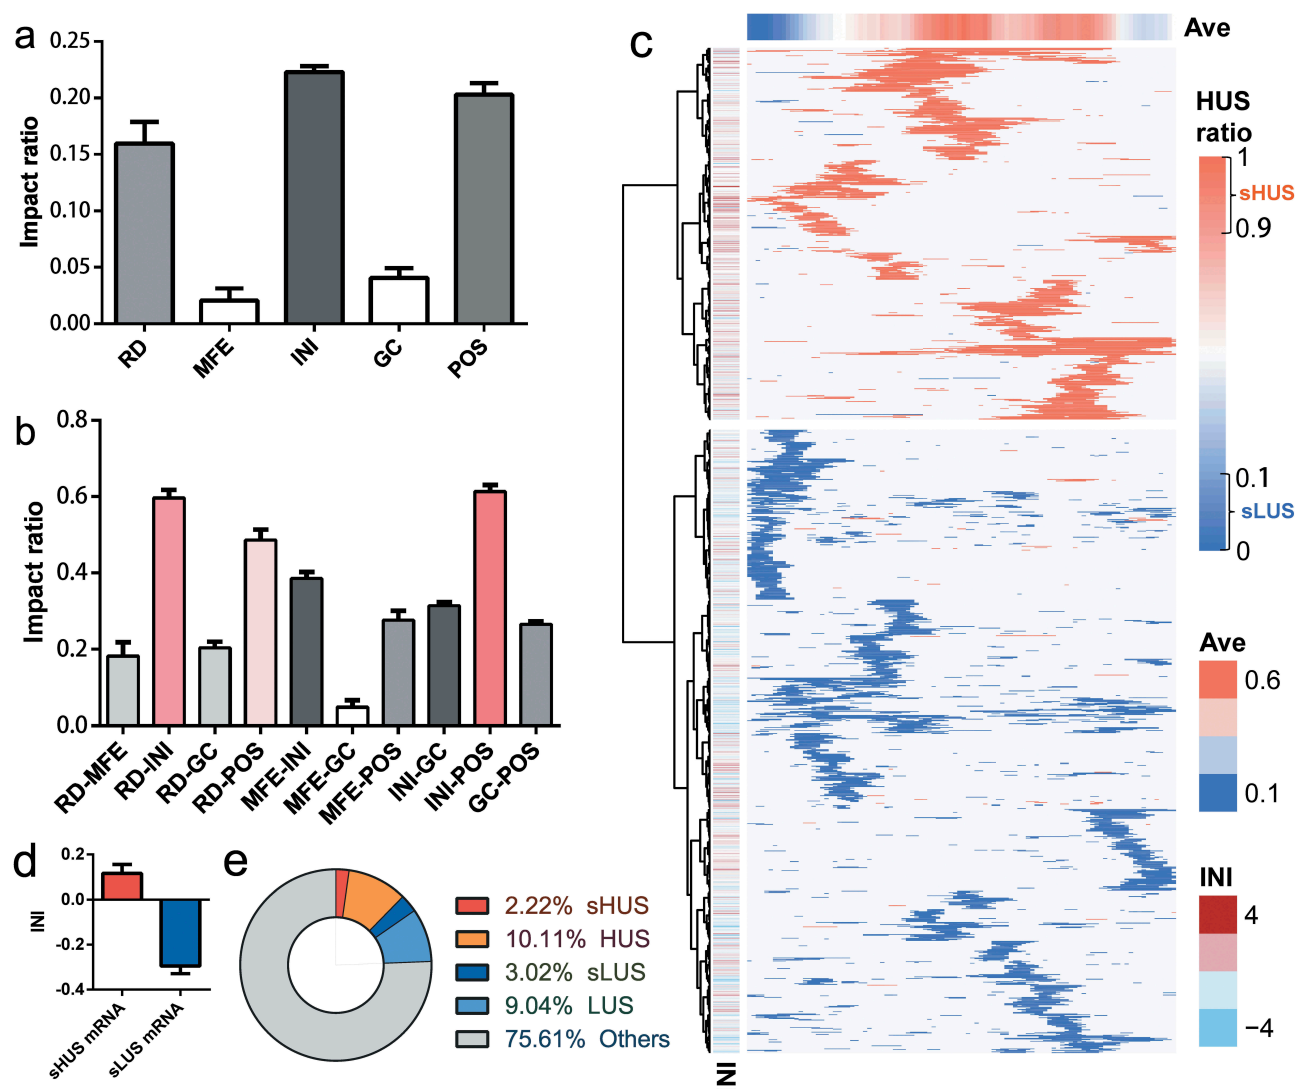 a
0.25
0.20
0.15
0.10
0.05
0.00
Impact ratio
RD
MFE
INI
GC
POS
b
0.8
0.6
0.4
0.2
0.0
Impact ratio
RD-MFE
RD-INI
RD-GC
RD-POS
MFE-INI
MFE-GC
MFE-POS
INI-GC
INI-POS
GC-POS
c
Ave
HUS
ratio
1
sHUS
0.9
0.1
sLUS
0
Ave
0.6
0.1
INI
4
−4
INI
d
0.2
0.0
-0.2
-0.4
INI
sHUS mRNA
sLUS mRNA
e
2.22% sHUS
10.11% HUS
3.02% sLUS
9.04% LUS
75.61% Others